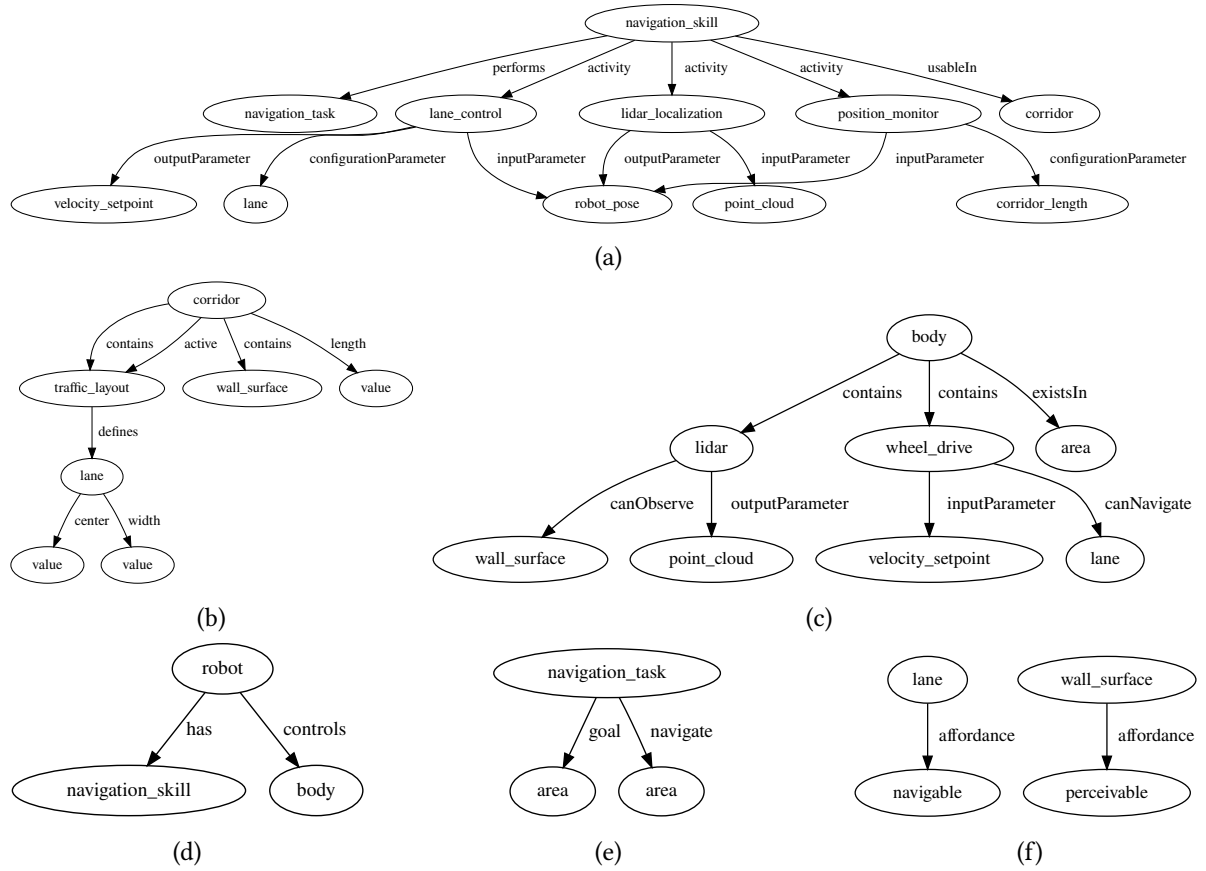 navigation_skill
performs activity activity activity usableIn
navigation_task lane_control lidar_localization position_monitor corridor
outputParameter configurationParameter inputParameter outputParameter inputParameter inputParameter configurationParameter
velocity_setpoint lane robot_pose point_cloud corridor_length
(a)
corridor
contains active contains length
traffic_layout wall_surface value
defines
lane
center width
value value
(b)
body
contains contains existsIn
lidar wheel_drive area
canObserve outputParameter inputParameter canNavigate
wall_surface point_cloud velocity_setpoint lane
(c)
robot
has controls
navigation_skill body
(d)
navigation_task
goal navigate
area area
(e)
lane wall_surface
affordance affordance
navigable perceivable
(f)